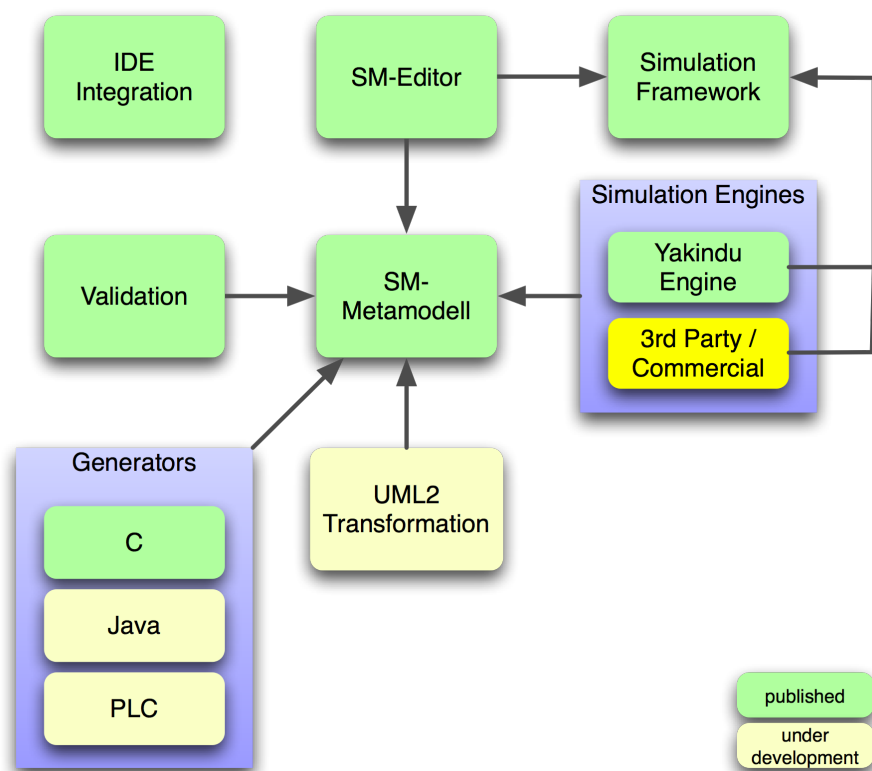 IDE
Integration
SM-Editor
Simulation
Framework
Simulation Engines
Yakindu
Engine
3rd Party /
Commercial
Validation
SM-
Metamodell
Generators
C
Java
PLC
UML2
Transformation
published
under
development